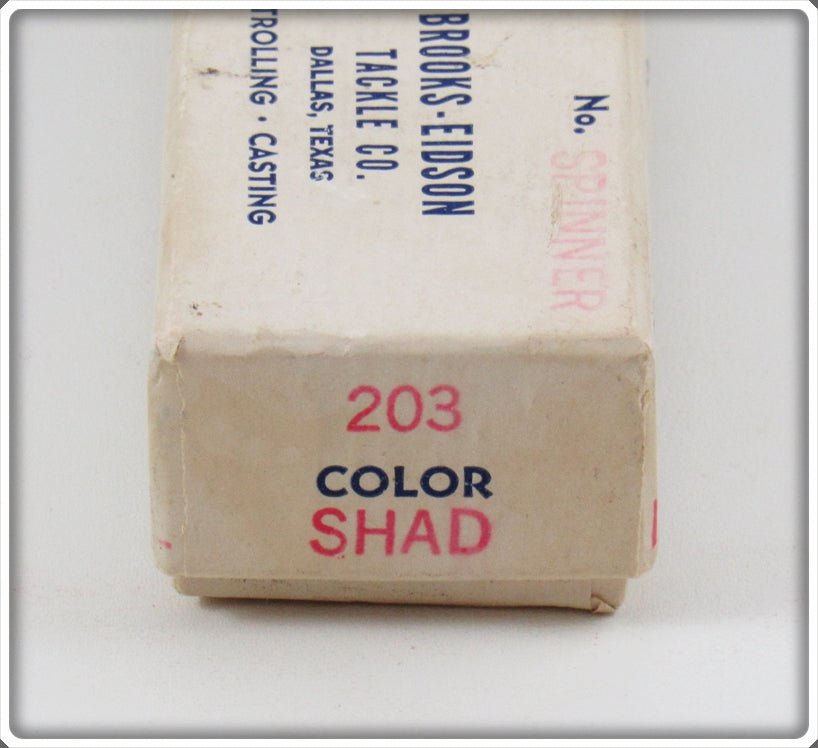 No. SPINNER
BROOKS-EIDSON
TACKLE CO.
DALLAS, TEXAS
TROLLING • CASTING
203
COLOR
SHAD